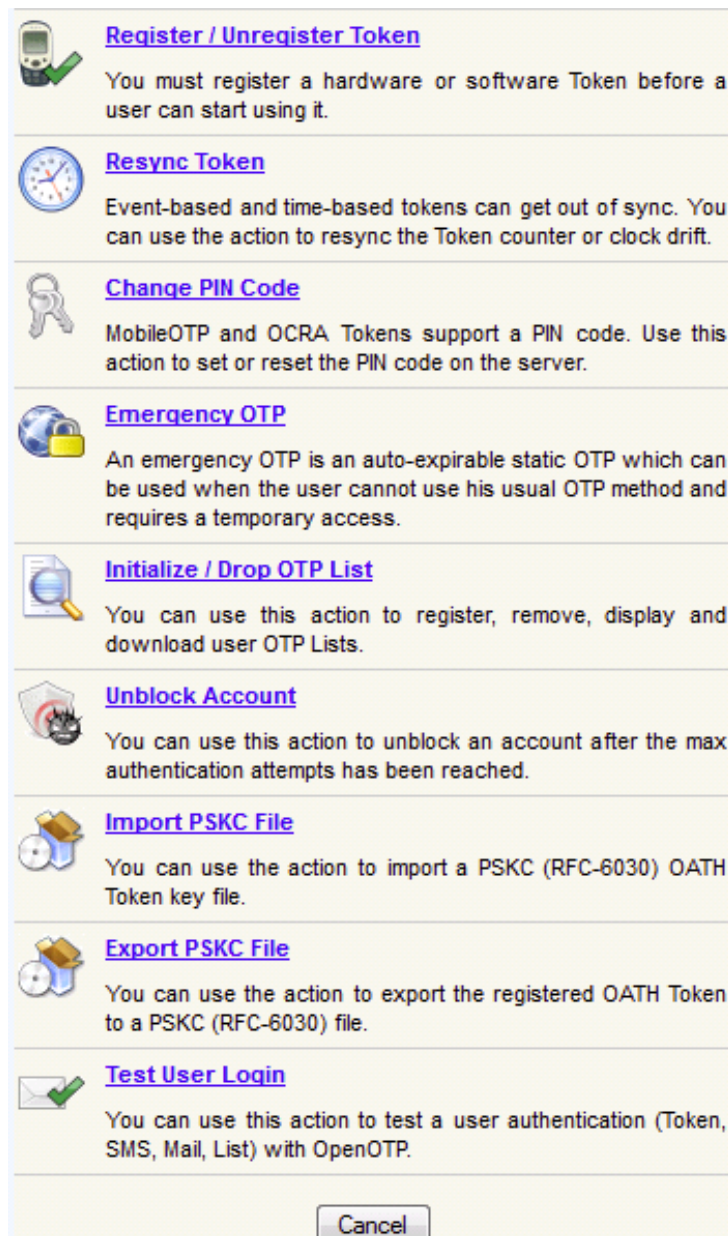 Register / Unregister Token
You must register a hardware or software Token before a
user can start using it.
Resync Token
Event-based and time-based tokens can get out of sync. You
can use the action to resync the Token counter or clock drift.
Change PIN Code
MobileOTP and OCRA Tokens support a PIN code. Use this
action to set or reset the PIN code on the server.
Emergency OTP
An emergency OTP is an auto-expirable static OTP which can
be used when the user cannot use his usual OTP method and
requires a temporary access.
Initialize / Drop OTP List
You can use this action to register, remove, display and
download user OTP Lists.
Unblock Account
You can use this action to unblock an account after the max
authentication attempts has been reached.
Import PSKC File
You can use the action to import a PSKC (RFC-6030) OATH
Token key file.
Export PSKC File
You can use the action to export the registered OATH Token
to a PSKC (RFC-6030) file.
Test User Login
You can use this action to test a user authentication (Token,
SMS, Mail, List) with OpenOTP.
Cancel